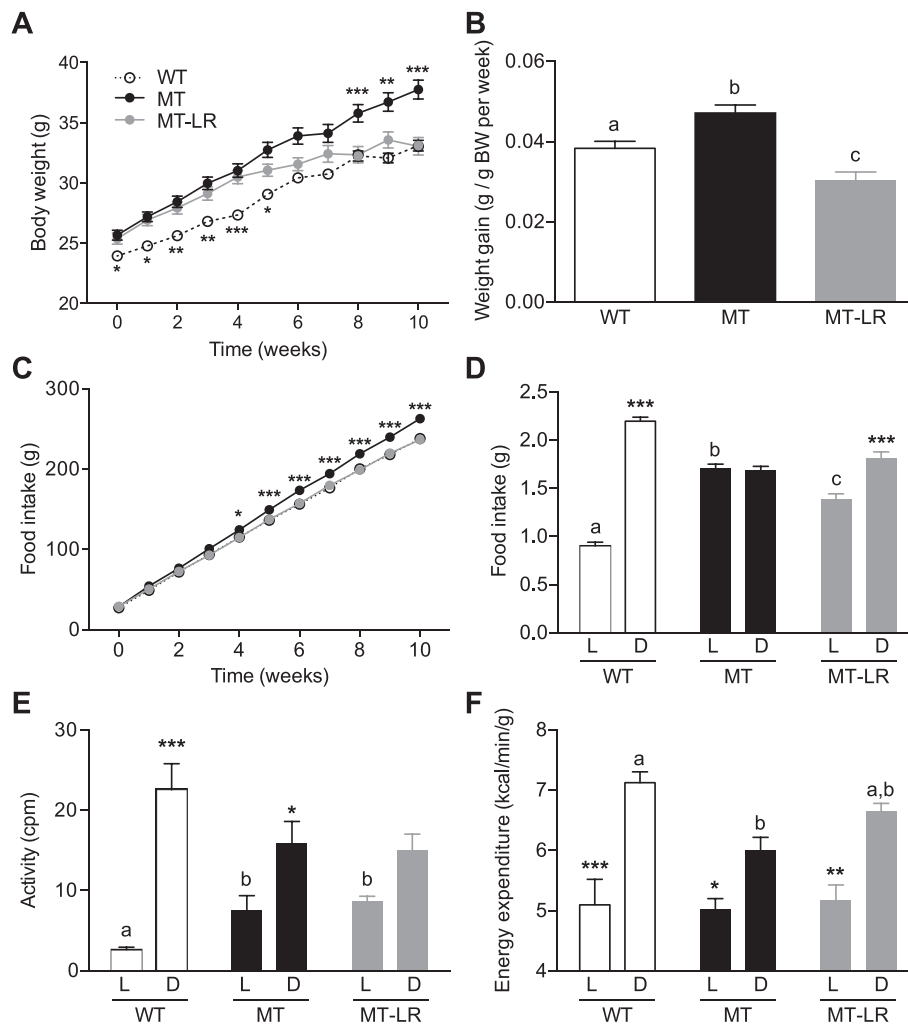 A
Body weight (g)
40
35
30
25
20
WT
MT
MT-LR
*** ** ***
* * ** ** *** *
0 2 4 6 8 10
Time (weeks)
B
Weight gain (g / g BW per week)
0.06
0.04
0.02
0.00
a b c
WT MT MT-LR
C
Food intake (g)
300
200
100
0
* *** *** *** *** *** ***
0 2 4 6 8 10
Time (weeks)
D
Food intake (g)
2.5
2.0
1.5
1.0
0.5
0.0
a *** b c ***
L D L D L D
WT MT MT-LR
E
Activity (cpm)
30
20
10
0
a *** b * b
L D L D L D
WT MT MT-LR
F
Energy expenditure (kcal/min/g)
8
7
6
5
4
*** a * b ** a,b
L D L D L D
WT MT MT-LR